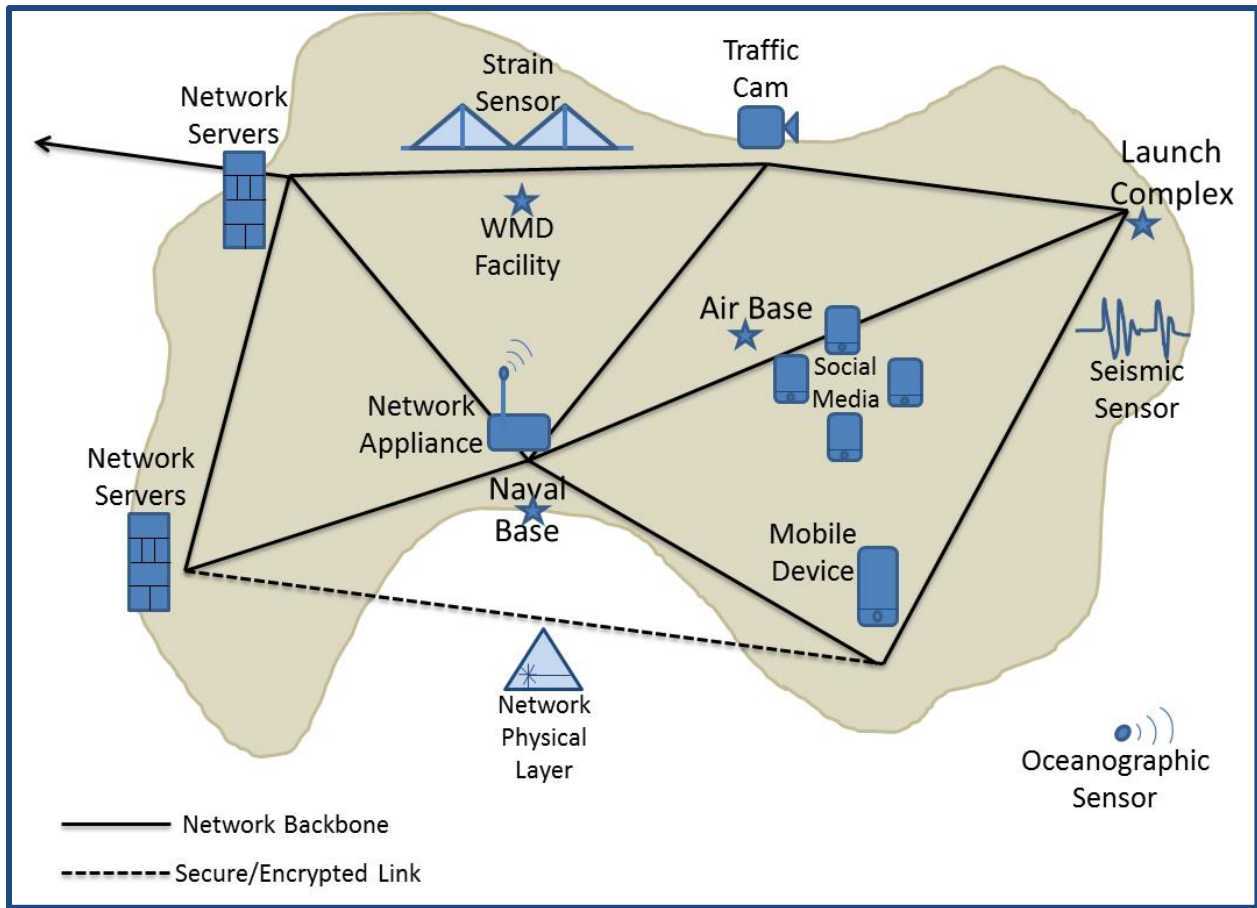 Strain
Sensor
Traffic
Cam
Network
Servers
Launch
Complex
WMD
Facility
Air Base
Social
Media
Seismic
Sensor
Network
Appliance
Network
Servers
Naval
Base
Mobile
Device
Network
Physical
Layer
Oceanographic
Sensor
Network Backbone
Secure/Encrypted Link